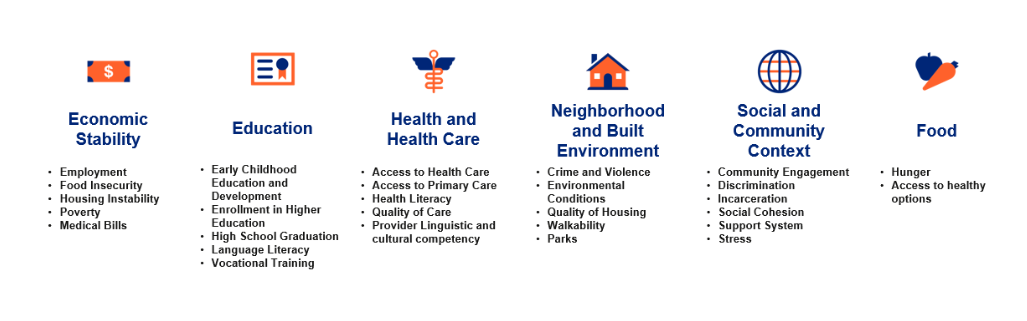 $
Economic
Stability
• Employment
• Food Insecurity
• Housing Instability
• Poverty
• Medical Bills
Education
• Early Childhood
Education and
Development
• Enrollment in Higher
Education
• High School Graduation
• Language Literacy
• Vocational Training
Health and
Health Care
• Access to Health Care
• Access to Primary Care
• Health Literacy
• Quality of Care
• Provider Linguistic and
cultural competency
Neighborhood
and Built
Environment
• Crime and Violence
• Environmental
Conditions
• Quality of Housing
• Walkability
• Parks
Social and
Community
Context
• Community Engagement
• Discrimination
• Incarceration
• Social Cohesion
• Support System
• Stress
Food
• Hunger
• Access to healthy
options